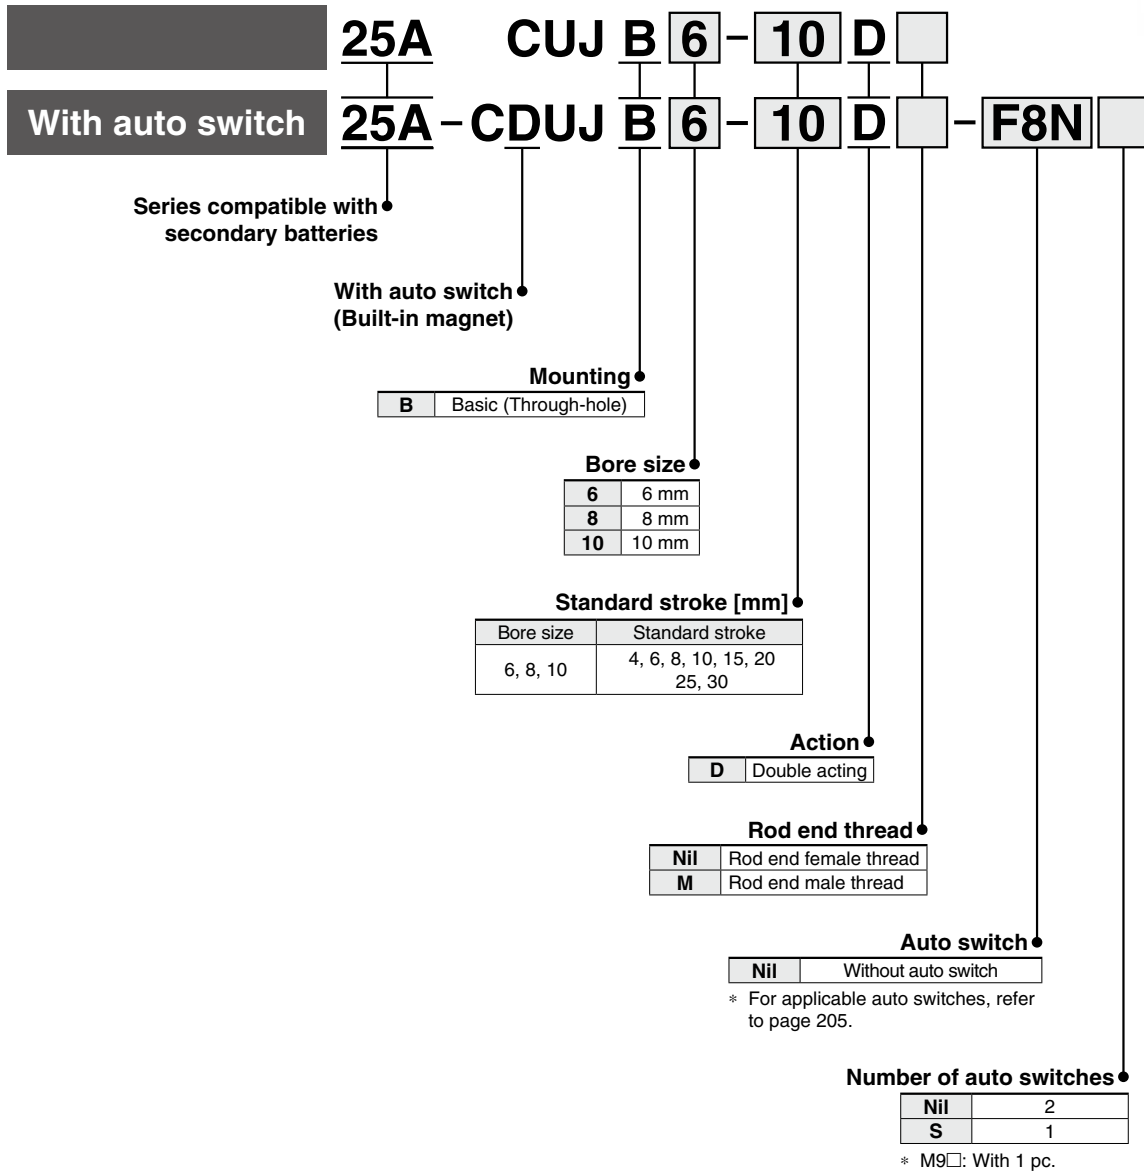 25A CUJ B 6 – 10 D
With auto switch 25A – CDUJ B 6 – 10 D – F8N
Series compatible with
secondary batteries
With auto switch
(Built-in magnet)
Mounting
B Basic (Through-hole)
Bore size
6 6 mm
8 8 mm
10 10 mm
Standard stroke [mm]
Bore size Standard stroke
6, 8, 10 4, 6, 8, 10, 15, 20
25, 30
Action
D Double acting
Rod end thread
Nil Rod end female thread
M Rod end male thread
Auto switch
Nil Without auto switch
* For applicable auto switches, refer
to page 205.
Number of auto switches
Nil 2
S 1
* M9□: With 1 pc.